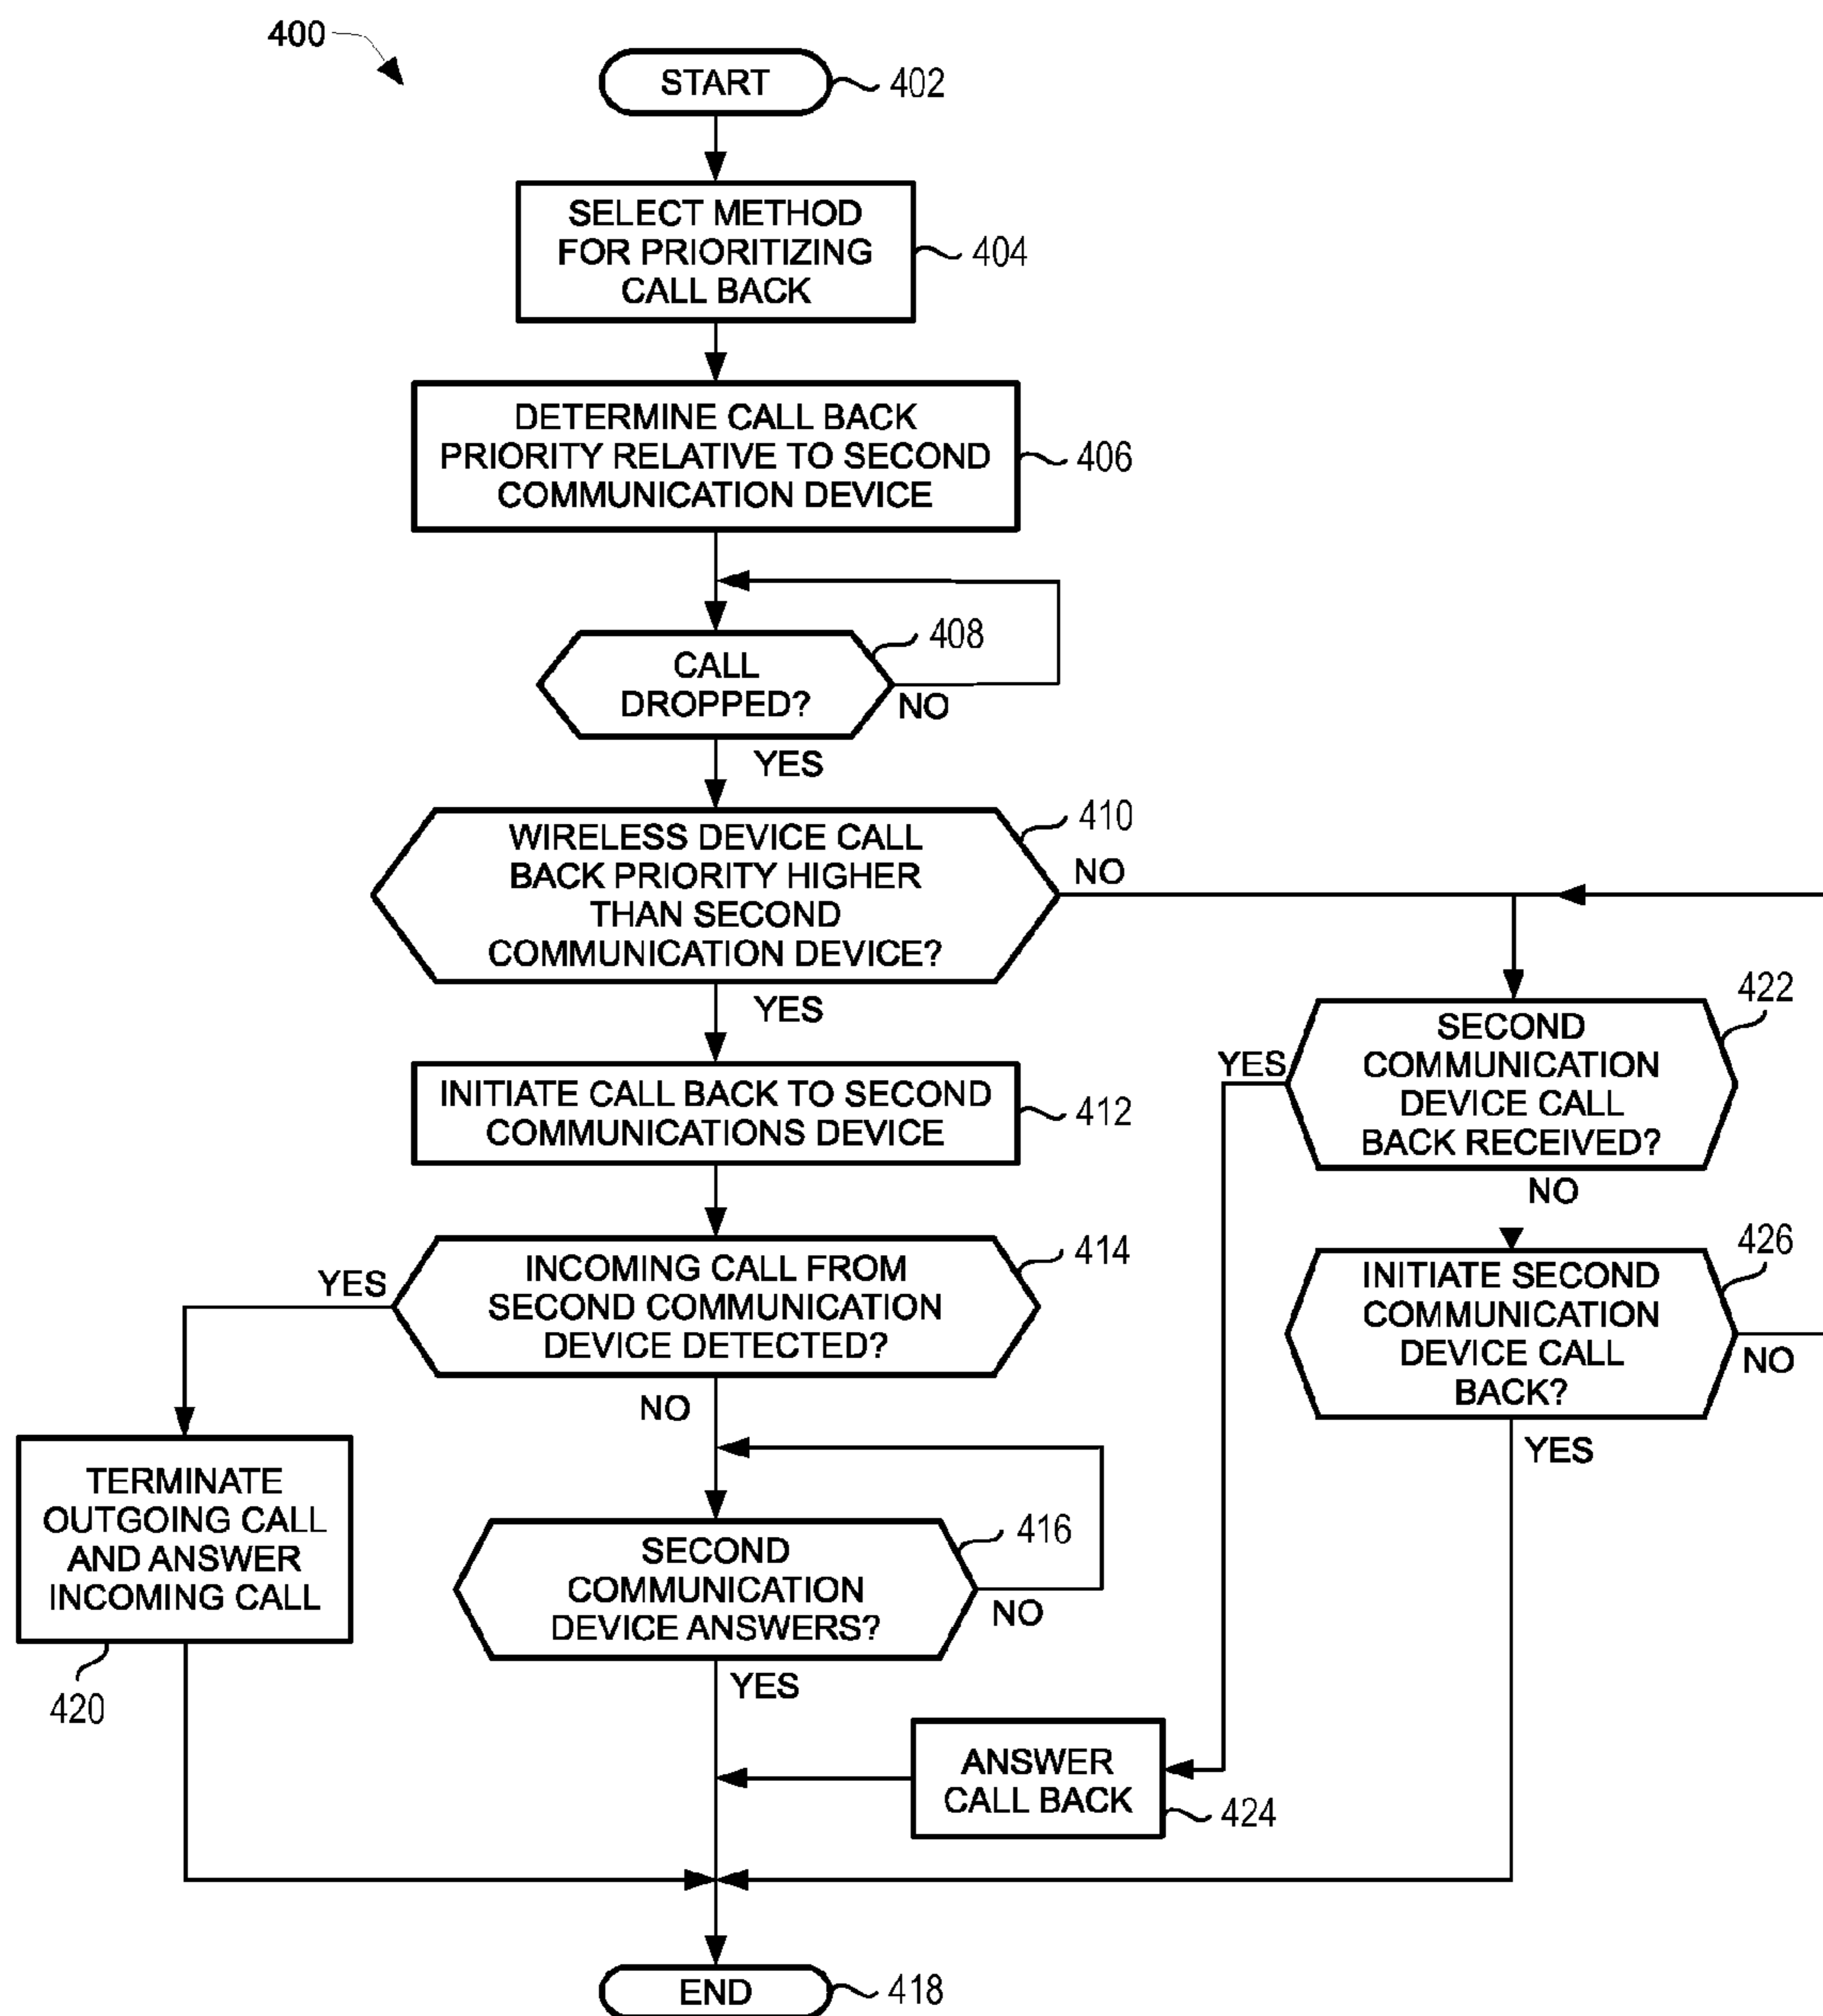 400
START
402
SELECT METHOD
FOR PRIORITIZING
CALL BACK
404
DETERMINE CALL BACK
PRIORITY RELATIVE TO SECOND
COMMUNICATION DEVICE
406
CALL
DROPPED?
408
NO
YES
WIRELESS DEVICE CALL
BACK PRIORITY HIGHER
THAN SECOND
COMMUNICATION DEVICE?
410
NO
YES
INITIATE CALL BACK TO SECOND
COMMUNICATIONS DEVICE
412
INCOMING CALL FROM
SECOND COMMUNICATION
DEVICE DETECTED?
414
YES
NO
TERMINATE
OUTGOING CALL
AND ANSWER
INCOMING CALL
420
SECOND
COMMUNICATION
DEVICE ANSWERS?
416
NO
YES
SECOND
COMMUNICATION
DEVICE CALL
BACK RECEIVED?
422
YES
NO
INITIATE SECOND
COMMUNICATION
DEVICE CALL
BACK?
426
NO
YES
ANSWER
CALL BACK
424
END
418